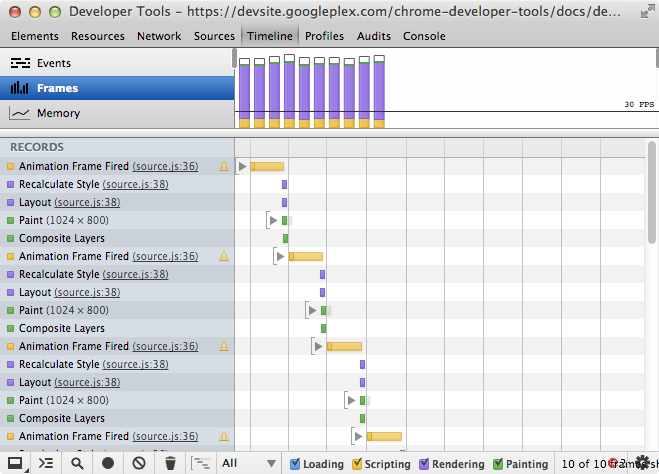 Developer Tools - https://devsite.googleplex.com/chrome-developer-tools/docs/de...
Elements Resources Network Sources Timeline Profiles Audits Console
Events
Frames
Memory
30 FPS
RECORDS
Animation Frame Fired (source.js:36)
Recalculate Style (source.js:38)
Layout (source.js:38)
Paint (1024 × 800)
Composite Layers
Animation Frame Fired (source.js:36)
Recalculate Style (source.js:38)
Layout (source.js:38)
Paint (1024 × 800)
Composite Layers
Animation Frame Fired (source.js:36)
Recalculate Style (source.js:38)
Layout (source.js:38)
Paint (1024 × 800)
Composite Layers
Animation Frame Fired (source.js:36)
All Loading Scripting Rendering Painting 10 of 10 frames